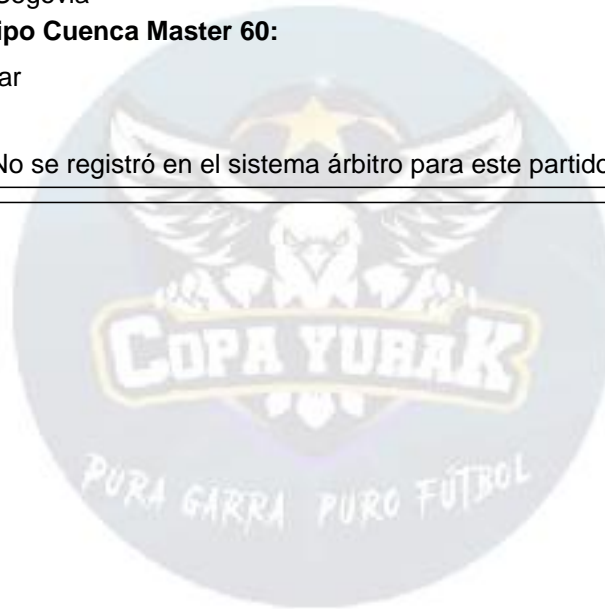 Segovia
ipo Cuenca Master 60:
ar
No se registró en el sistema árbitro para este partido
COPA YURAK
PURA GARRA PURO FÚTBOL